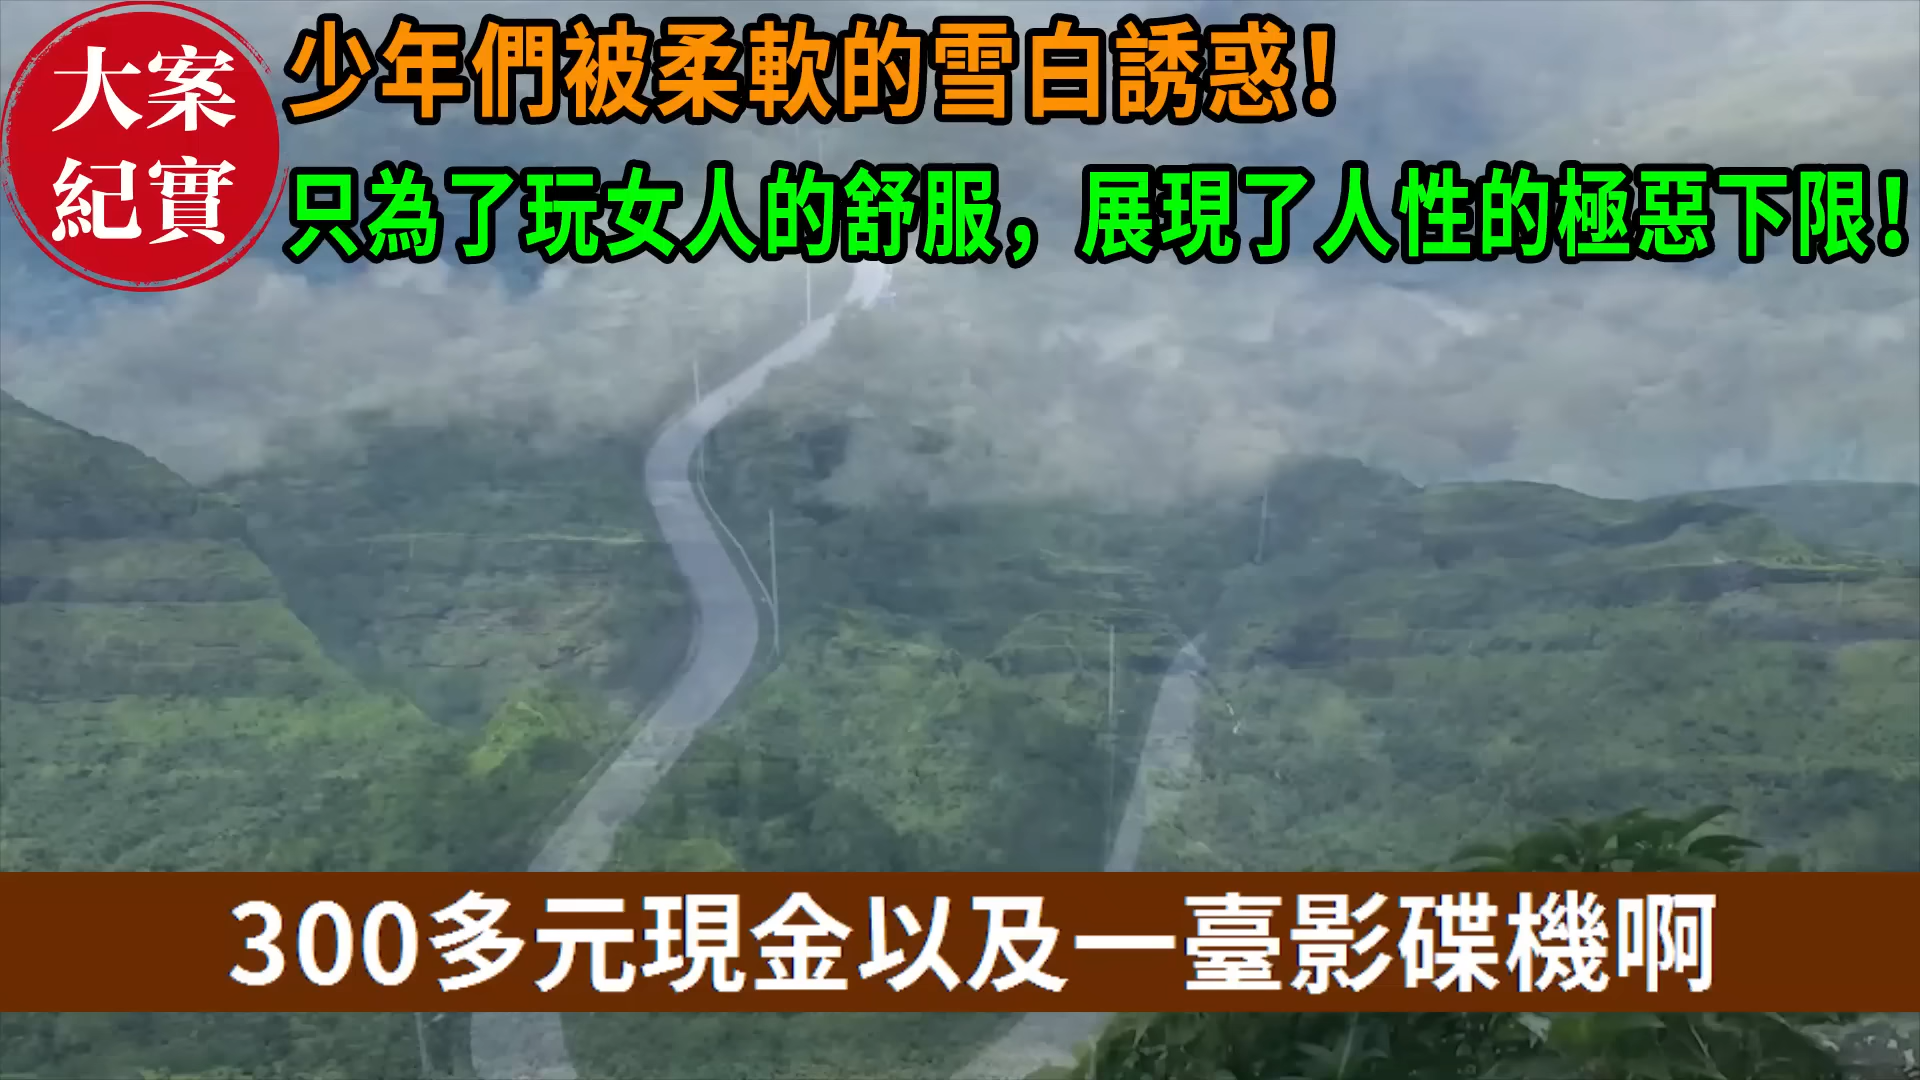 大案
紀實
少年們被柔軟的雪白誘惑！
只為了玩女人的舒服，展現了人性的極惡下限！
300多元現金以及一臺影碟機啊